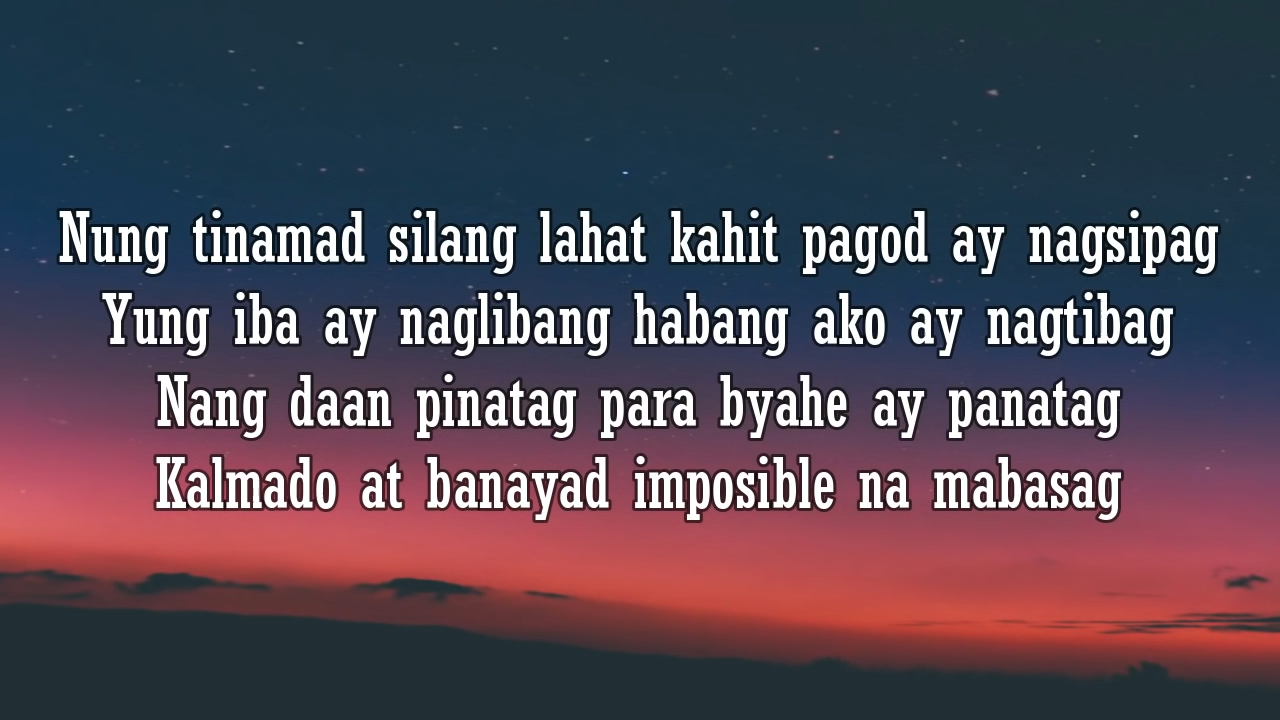 Nung tinamad silang lahat kahit pagod ay nagsipag
Yung iba ay naglibang habang ako ay nagtibag
Nang daan pinatag para byahe ay panatag
Kalmado at banayad imposible na mabasag